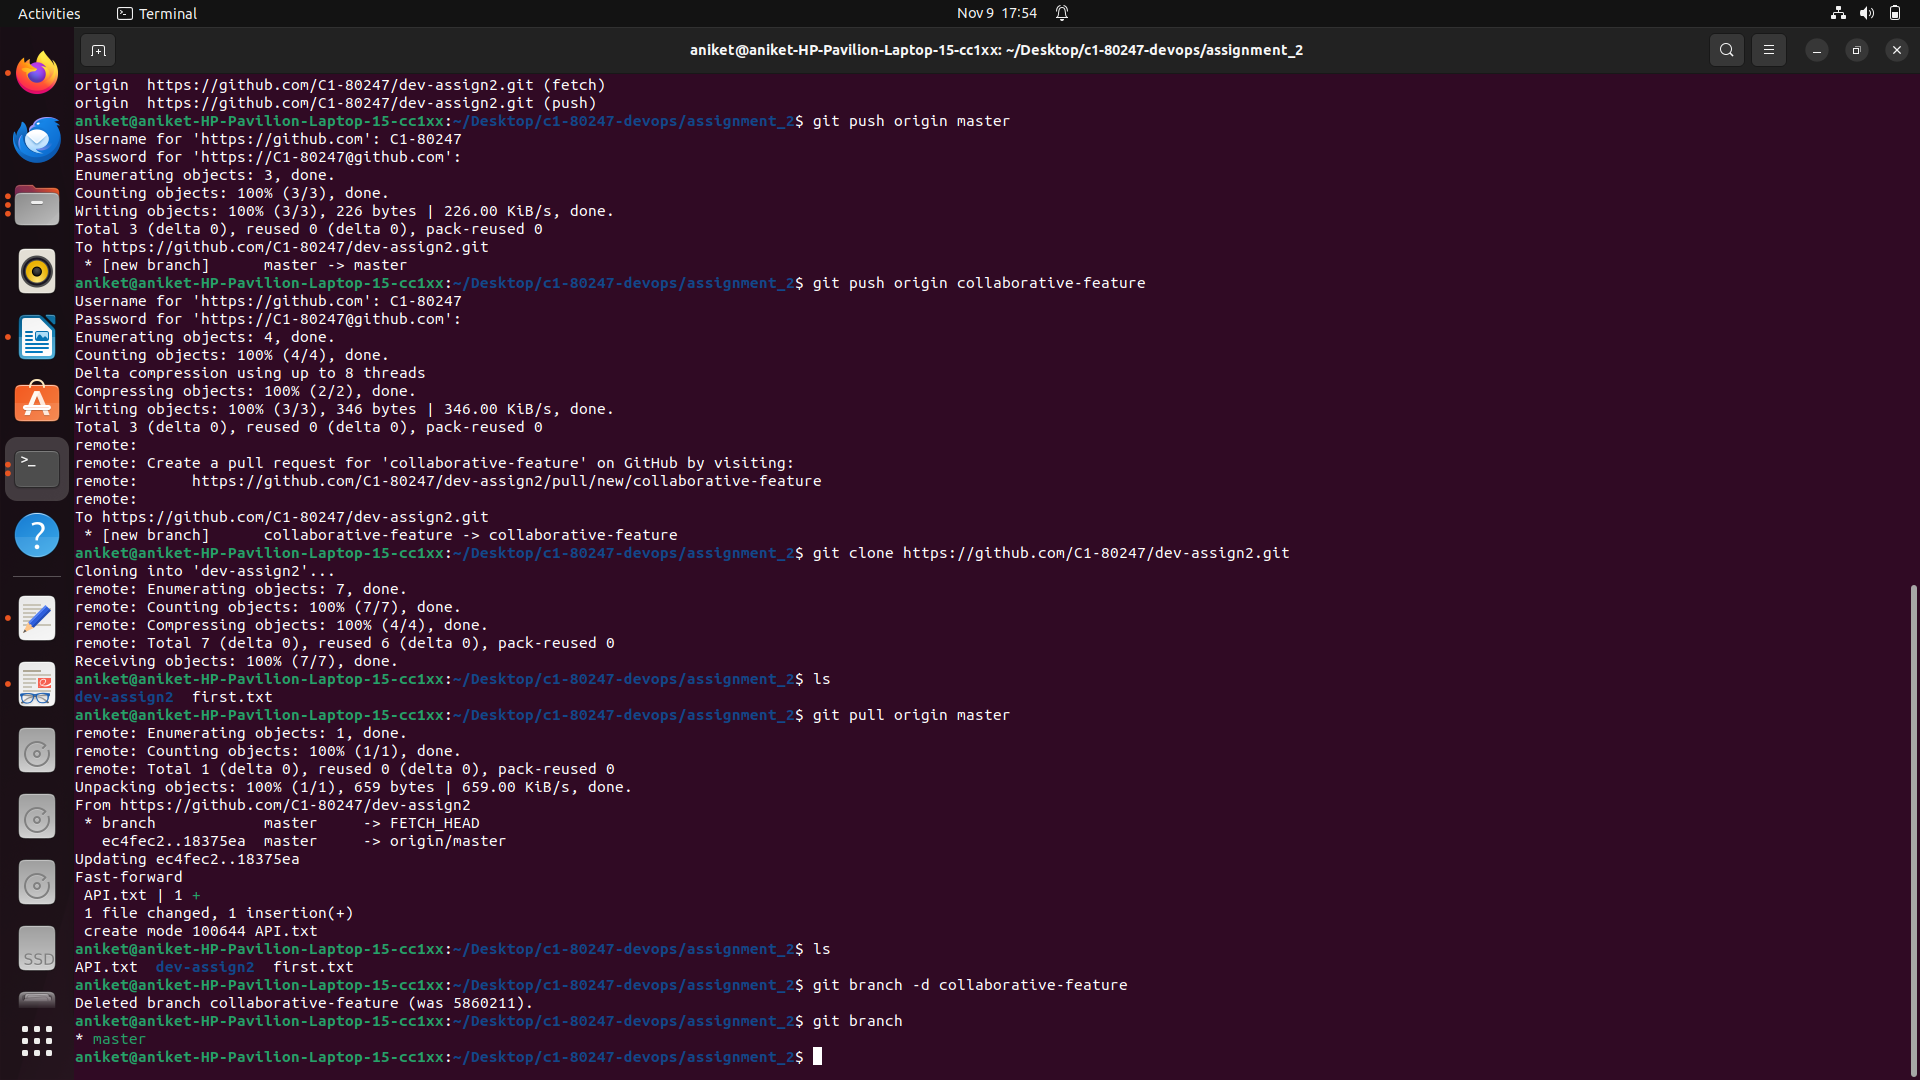 Activities Terminal Nov 9 17:54
aniket@aniket-HP-Pavilion-Laptop-15-cc1xx: ~/Desktop/c1-80247-devops/assignment_2
origin  https://github.com/C1-80247/dev-assign2.git (fetch)
origin  https://github.com/C1-80247/dev-assign2.git (push)
aniket@aniket-HP-Pavilion-Laptop-15-cc1xx:~/Desktop/c1-80247-devops/assignment_2$ git push origin master
Username for 'https://github.com': C1-80247
Password for 'https://C1-80247@github.com':
Enumerating objects: 3, done.
Counting objects: 100% (3/3), done.
Writing objects: 100% (3/3), 226 bytes | 226.00 KiB/s, done.
Total 3 (delta 0), reused 0 (delta 0), pack-reused 0
To https://github.com/C1-80247/dev-assign2.git
 * [new branch]      master -> master
aniket@aniket-HP-Pavilion-Laptop-15-cc1xx:~/Desktop/c1-80247-devops/assignment_2$ git push origin collaborative-feature
Username for 'https://github.com': C1-80247
Password for 'https://C1-80247@github.com':
Enumerating objects: 4, done.
Counting objects: 100% (4/4), done.
Delta compression using up to 8 threads
Compressing objects: 100% (2/2), done.
Writing objects: 100% (3/3), 346 bytes | 346.00 KiB/s, done.
Total 3 (delta 0), reused 0 (delta 0), pack-reused 0
remote:
remote: Create a pull request for 'collaborative-feature' on GitHub by visiting:
remote:      https://github.com/C1-80247/dev-assign2/pull/new/collaborative-feature
remote:
To https://github.com/C1-80247/dev-assign2.git
 * [new branch]      collaborative-feature -> collaborative-feature
aniket@aniket-HP-Pavilion-Laptop-15-cc1xx:~/Desktop/c1-80247-devops/assignment_2$ git clone https://github.com/C1-80247/dev-assign2.git
Cloning into 'dev-assign2'...
remote: Enumerating objects: 7, done.
remote: Counting objects: 100% (7/7), done.
remote: Compressing objects: 100% (4/4), done.
remote: Total 7 (delta 0), reused 6 (delta 0), pack-reused 0
Receiving objects: 100% (7/7), done.
aniket@aniket-HP-Pavilion-Laptop-15-cc1xx:~/Desktop/c1-80247-devops/assignment_2$ ls
dev-assign2  first.txt
aniket@aniket-HP-Pavilion-Laptop-15-cc1xx:~/Desktop/c1-80247-devops/assignment_2$ git pull origin master
remote: Enumerating objects: 1, done.
remote: Counting objects: 100% (1/1), done.
remote: Total 1 (delta 0), reused 0 (delta 0), pack-reused 0
Unpacking objects: 100% (1/1), 659 bytes | 659.00 KiB/s, done.
From https://github.com/C1-80247/dev-assign2
 * branch            master     -> FETCH_HEAD
   ec4fec2..18375ea  master     -> origin/master
Updating ec4fec2..18375ea
Fast-forward
 API.txt | 1 +
 1 file changed, 1 insertion(+)
 create mode 100644 API.txt
aniket@aniket-HP-Pavilion-Laptop-15-cc1xx:~/Desktop/c1-80247-devops/assignment_2$ ls
API.txt  dev-assign2  first.txt
aniket@aniket-HP-Pavilion-Laptop-15-cc1xx:~/Desktop/c1-80247-devops/assignment_2$ git branch -d collaborative-feature
Deleted branch collaborative-feature (was 5860211).
aniket@aniket-HP-Pavilion-Laptop-15-cc1xx:~/Desktop/c1-80247-devops/assignment_2$ git branch
* master
aniket@aniket-HP-Pavilion-Laptop-15-cc1xx:~/Desktop/c1-80247-devops/assignment_2$
SSD